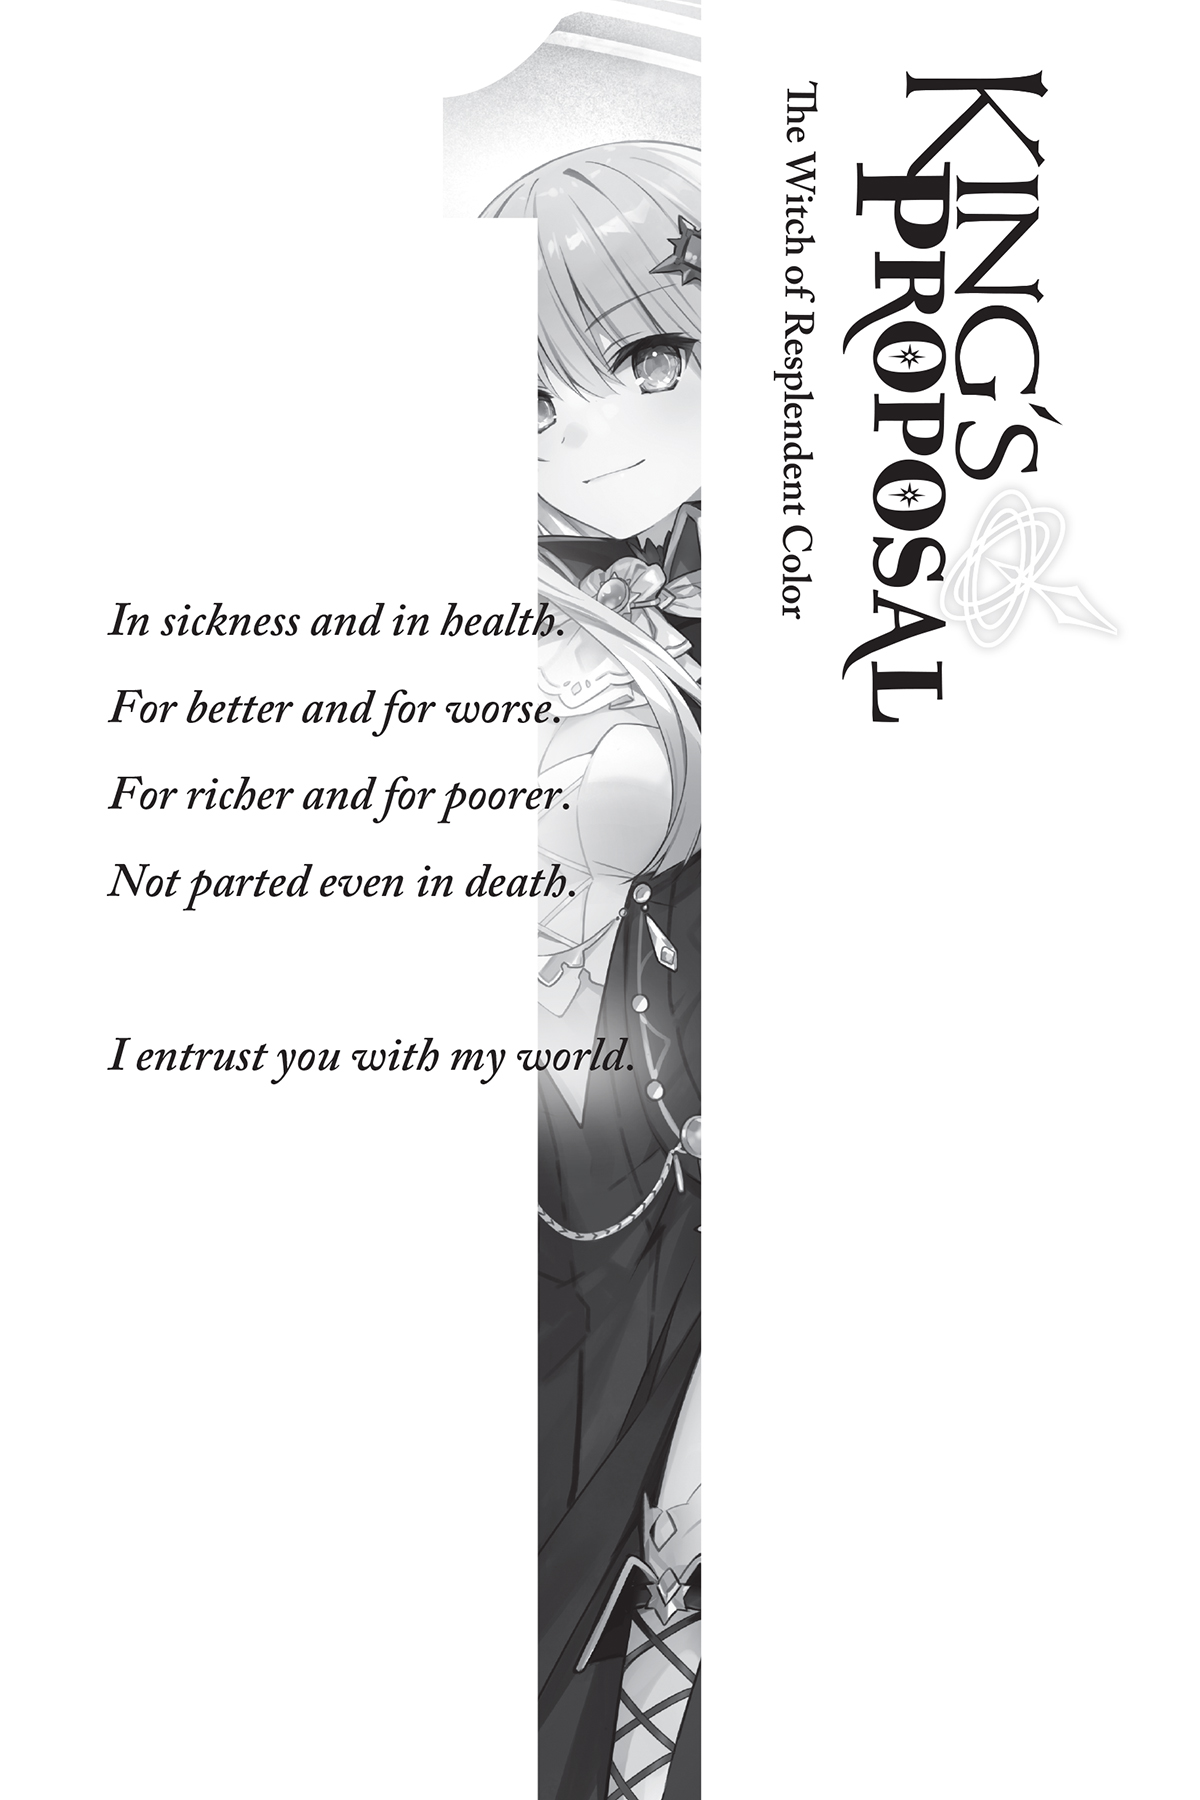 1
KING'S
PROPOSAL
The Witch of Resplendent Color
In sickness and in health.
For better and for worse.
For richer and for poorer.
Not parted even in death.
I entrust you with my world.